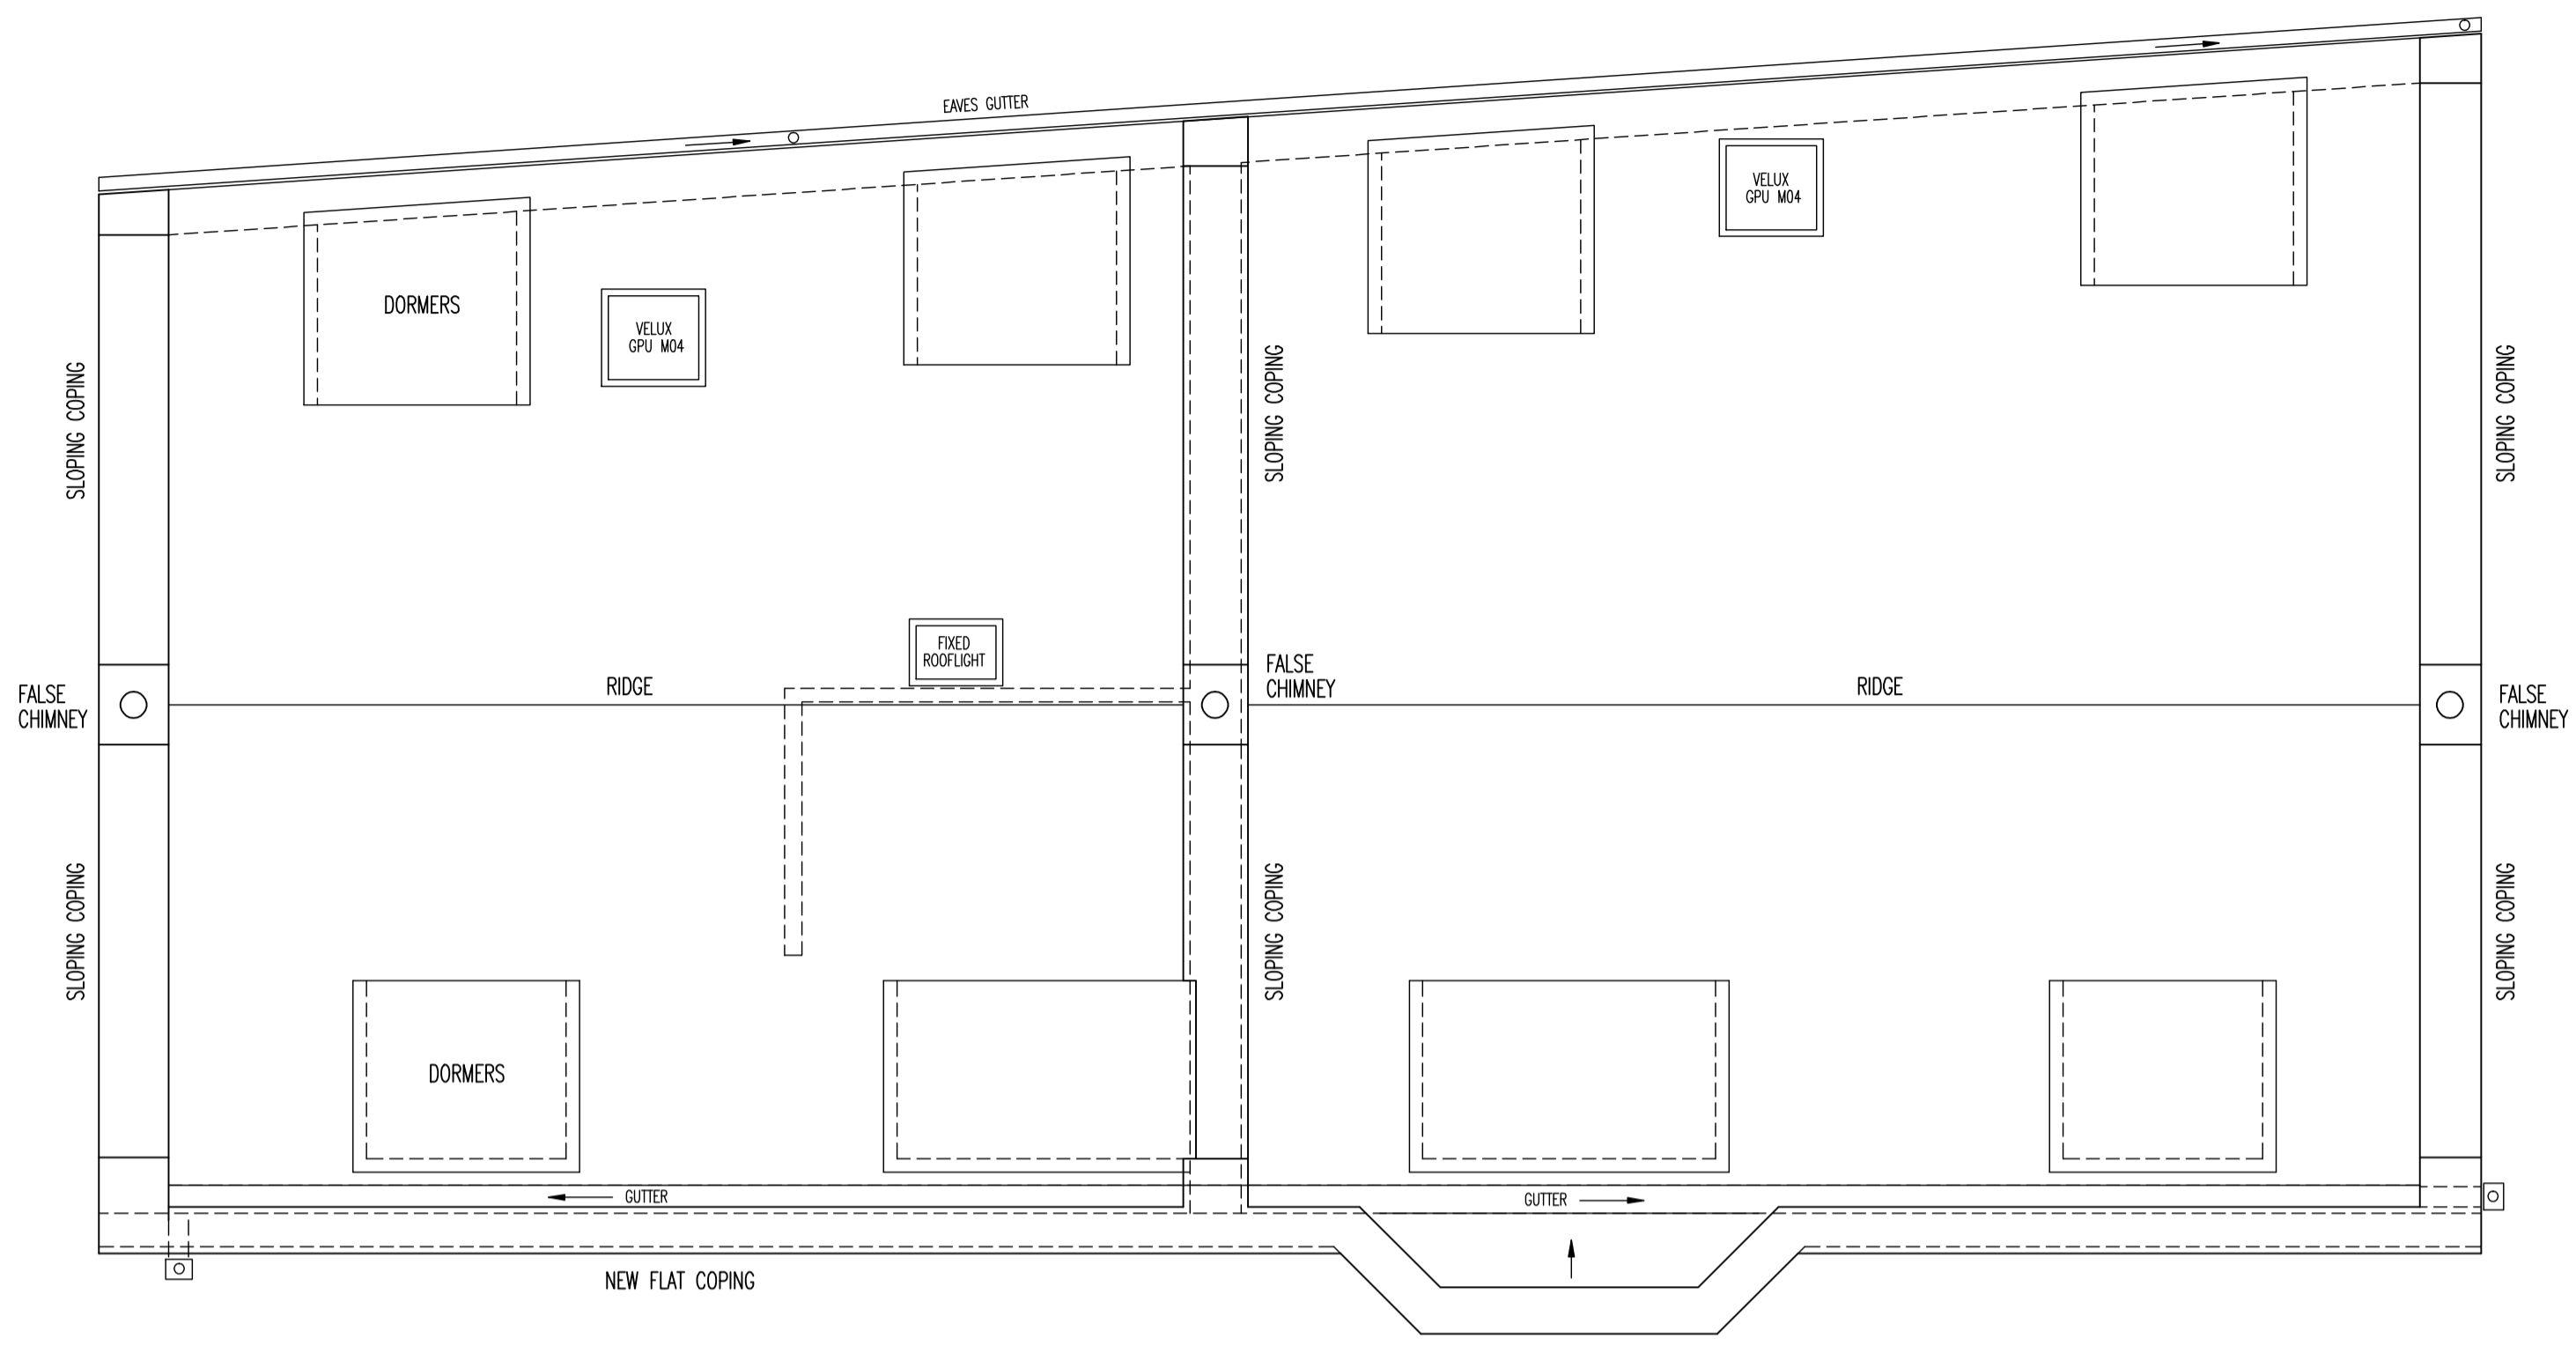 EAVES GUTTER
VELUX
GPU M04
DORMERS
VELUX
GPU M04
SLOPING COPING
SLOPING COPING
SLOPING COPING
FIXED
ROOFLIGHT
FALSE
CHIMNEY
RIDGE
FALSE
CHIMNEY
RIDGE
FALSE
CHIMNEY
SLOPING COPING
SLOPING COPING
SLOPING COPING
DORMERS
GUTTER
GUTTER
NEW FLAT COPING